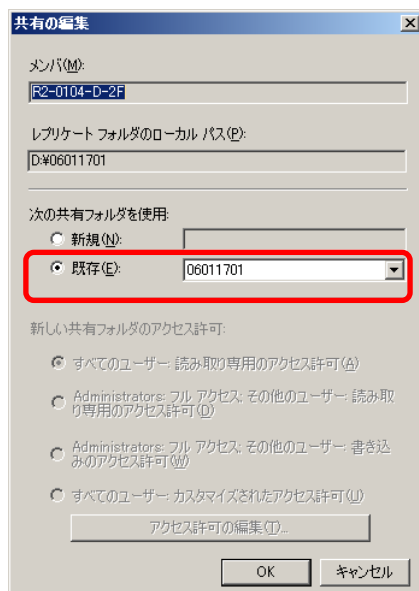 共有の編集
メンバ(M):
R2-0104-D-2F
レプリケート フォルダのローカル パス(P):
D:¥06011701
次の共有フォルダを使用:
新規(N):
既存(E):
06011701
新しい共有フォルダのアクセス許可:
すべてのユーザー: 読み取り専用のアクセス許可(A)
Administrators: フル アクセス; その他のユーザー: 読み取
り専用のアクセス許可(O)
Administrators: フル アクセス; その他のユーザー: 書き込
みのアクセス許可(W)
すべてのユーザー: カスタマイズされたアクセス許可(U)
アクセス許可の編集(T)...
OK
キャンセル